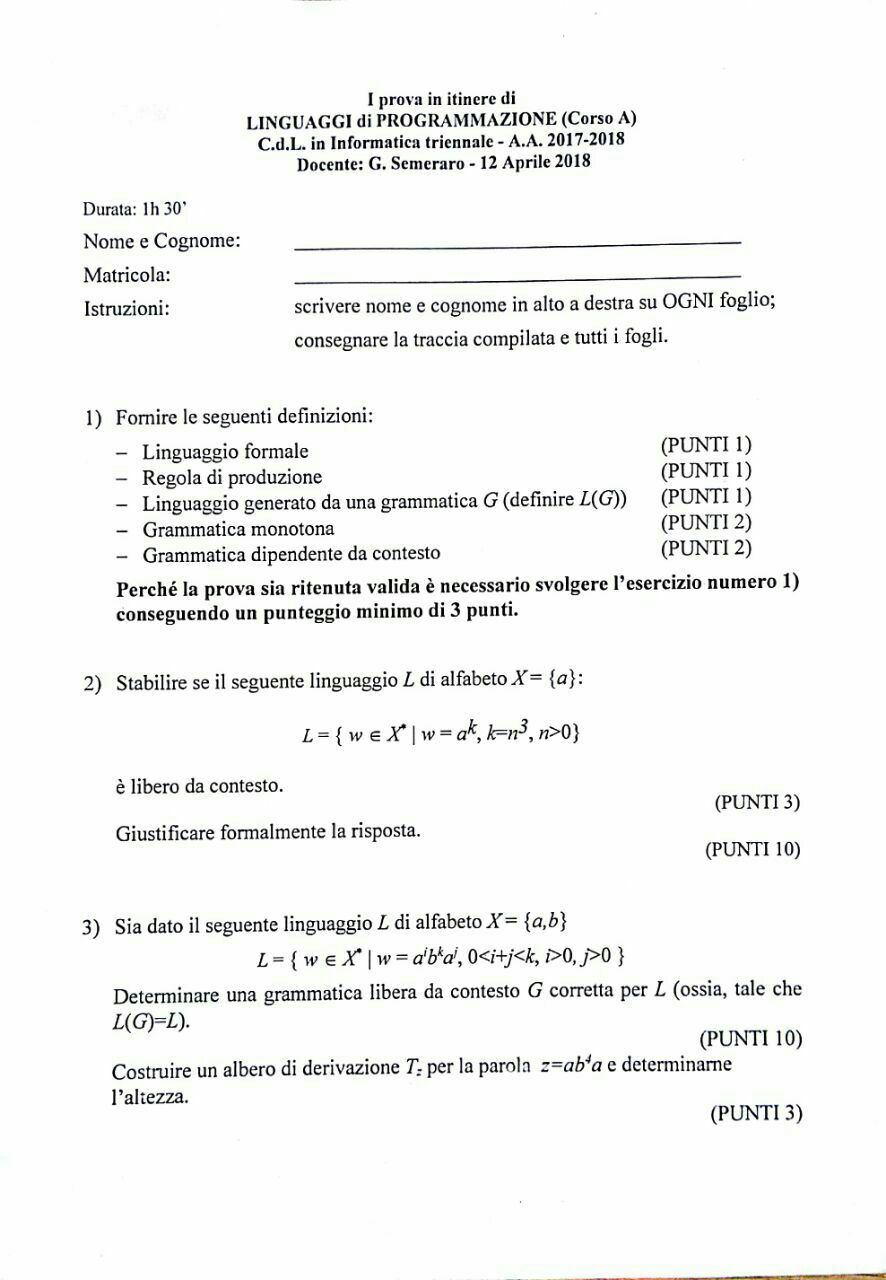 I prova in itinere di
LINGUAGGI di PROGRAMMAZIONE (Corso A)
C.d.L. in Informatica triennale - A.A. 2017-2018
Docente: G. Semeraro - 12 Aprile 2018
Durata: 1h 30’
Nome e Cognome:
Matricola:
Istruzioni: scrivere nome e cognome in alto a destra su OGNI foglio;
consegnare la traccia compilata e tutti i fogli.
1) Fornire le seguenti definizioni:
– Linguaggio formale (PUNTI 1)
– Regola di produzione (PUNTI 1)
– Linguaggio generato da una grammatica G (definire L(G)) (PUNTI 1)
– Grammatica monotona (PUNTI 2)
– Grammatica dipendente da contesto (PUNTI 2)
Perché la prova sia ritenuta valida è necessario svolgere l’esercizio numero 1)
conseguendo un punteggio minimo di 3 punti.
2) Stabilire se il seguente linguaggio L di alfabeto X = {a}:
L = { w ∈ X* | w = a^k, k=n^3, n>0}
è libero da contesto.
(PUNTI 3)
Giustificare formalmente la risposta.
(PUNTI 10)
3) Sia dato il seguente linguaggio L di alfabeto X = {a,b}
L = { w ∈ X* | w = a^i b^k a^j, 0<i+j<k, i>0, j>0 }
Determinare una grammatica libera da contesto G corretta per L (ossia, tale che
L(G)=L).
(PUNTI 10)
Costruire un albero di derivazione T_z per la parola z=ab^4a e determinarne
l’altezza.
(PUNTI 3)